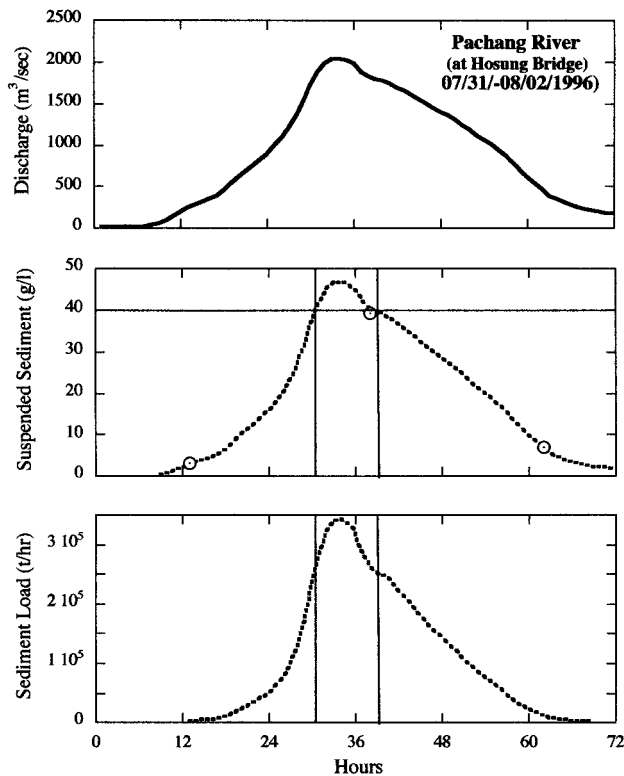 2500
2000
1500
1000
500
0
Discharge (m³/sec)
Pachang River
(at Hosung Bridge)
07/31/-08/02/1996)
50
40
30
20
10
0
Suspended Sediment (g/l)
3 10⁵
2 10⁵
1 10⁵
0
Sediment Load (t/hr)
0 12 24 36 48 60 72
Hours